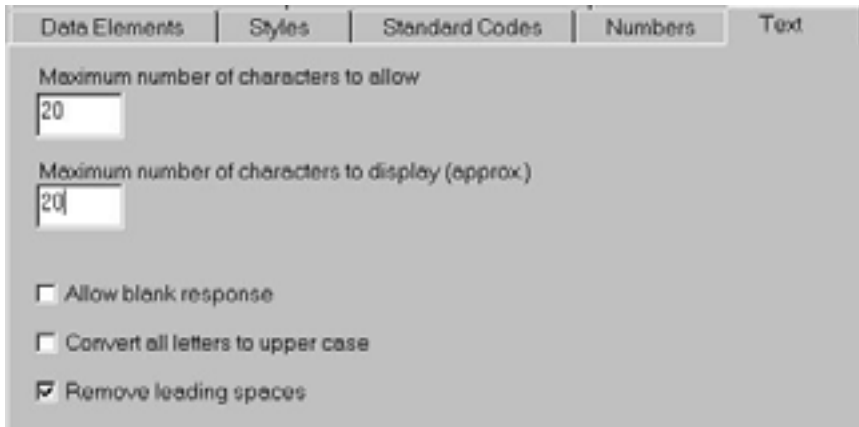 Data Elements Styles Standard Codes Numbers Text
Maximum number of characters to allow
20
Maximum number of characters to display (approx.)
20
Allow blank response
Convert all letters to upper case
Remove leading spaces